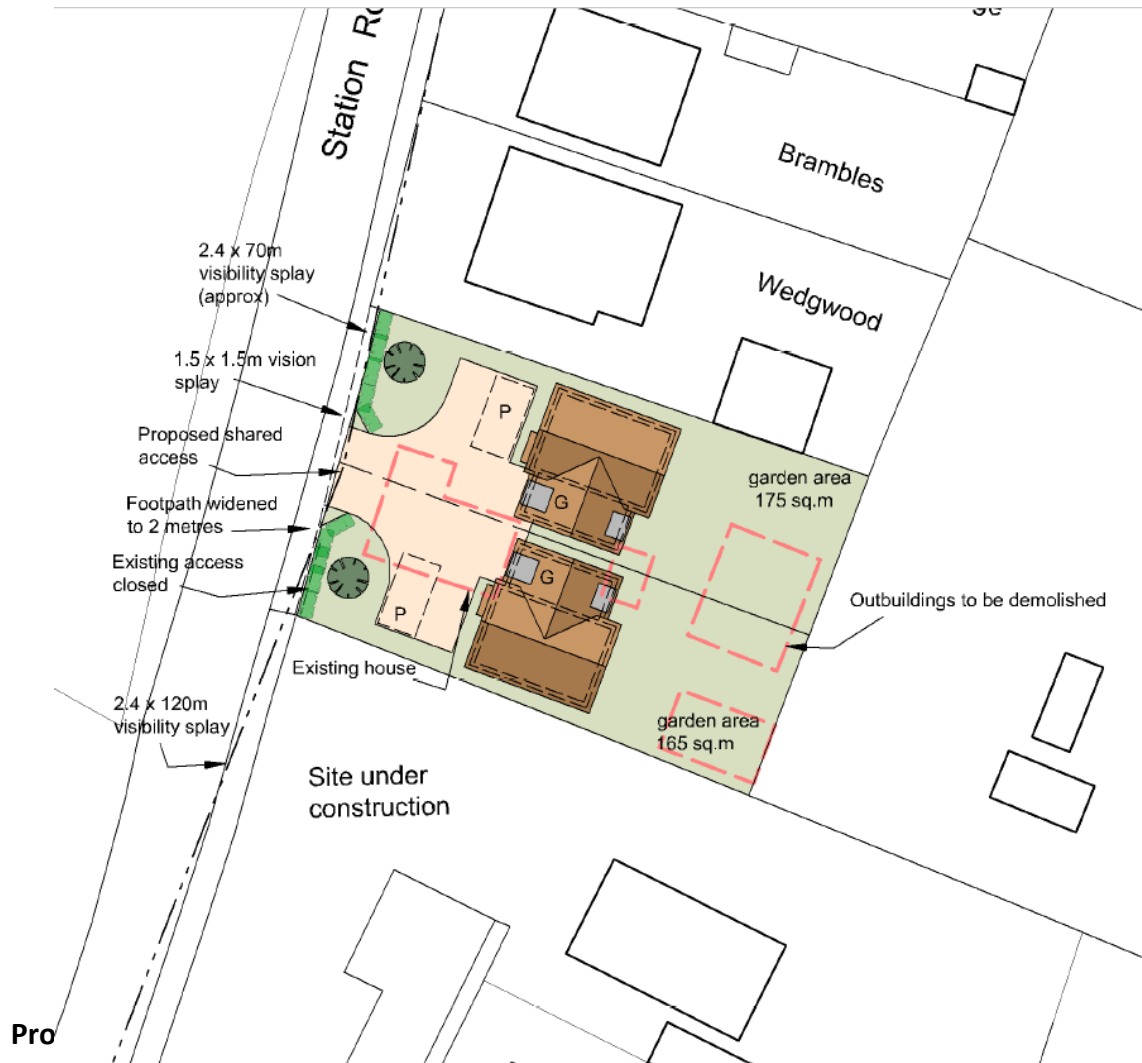 Station Ro
ge
Brambles
2.4 x 70m
visibility splay
(approx)
Wedgwood
1.5 x 1.5m vision
splay
P
Proposed shared
access
garden area
175 sq.m
G
Footpath widened
to 2 metres
Existing access
closed
G
Outbuildings to be demolished
P
Existing house
2.4 x 120m
visibility splay
garden area
165 sq.m
Site under
construction
Pro